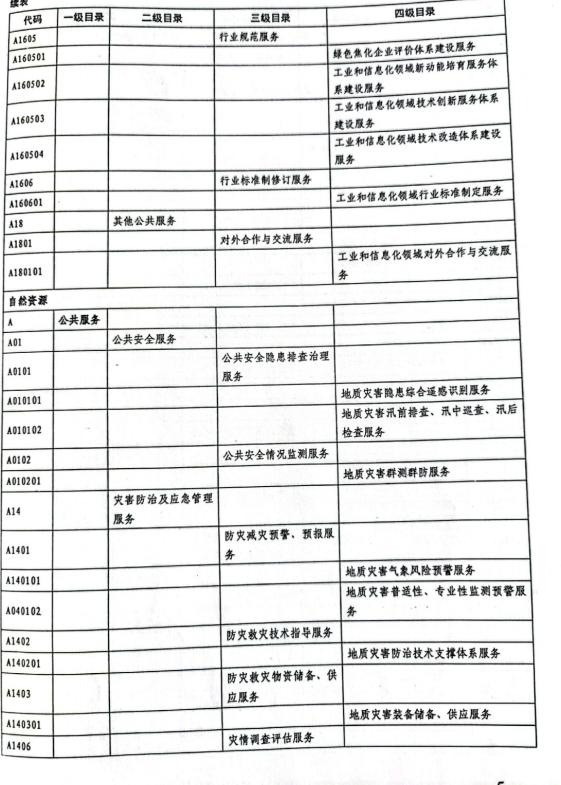 续表
代码 一级目录 二级目录 三级目录 四级目录
A1605 行业规范服务
A160501 绿色焦化企业评价体系建设服务
A160502 工业和信息化领域新动能培育服务体
系建设服务
A160503 工业和信息化领域技术创新服务体系
建设服务
A160504 工业和信息化领域技术改造体系建设
服务
A1606 行业标准制修订服务
A160601 工业和信息化领域行业标准制定服务
A18 其他公共服务
A1801 对外合作与交流服务
A180101 工业和信息化领域对外合作与交流服
务
自然资源
A 公共服务
A01 公共安全服务
A0101 公共安全隐患排查治理
服务
A010101 地质灾害隐患综合遥感识别服务
A010102 地质灾害汛前排查、汛中巡查、汛后
检查服务
A0102 公共安全情况监测服务
A010201 地质灾害群测群防服务
A14 灾害防治及应急管理
服务
A1401 防灾减灾预警、预报服
务
A140101 地质灾害气象风险预警服务
A040102 地质灾害普适性、专业性监测预警服
务
A1402 防灾救灾技术指导服务
A140201 地质灾害防治技术支撑体系服务
A1403 防灾救灾物资储备、供
应服务
A140301 地质灾害装备储备、供应服务
A1406 灾情调查评估服务